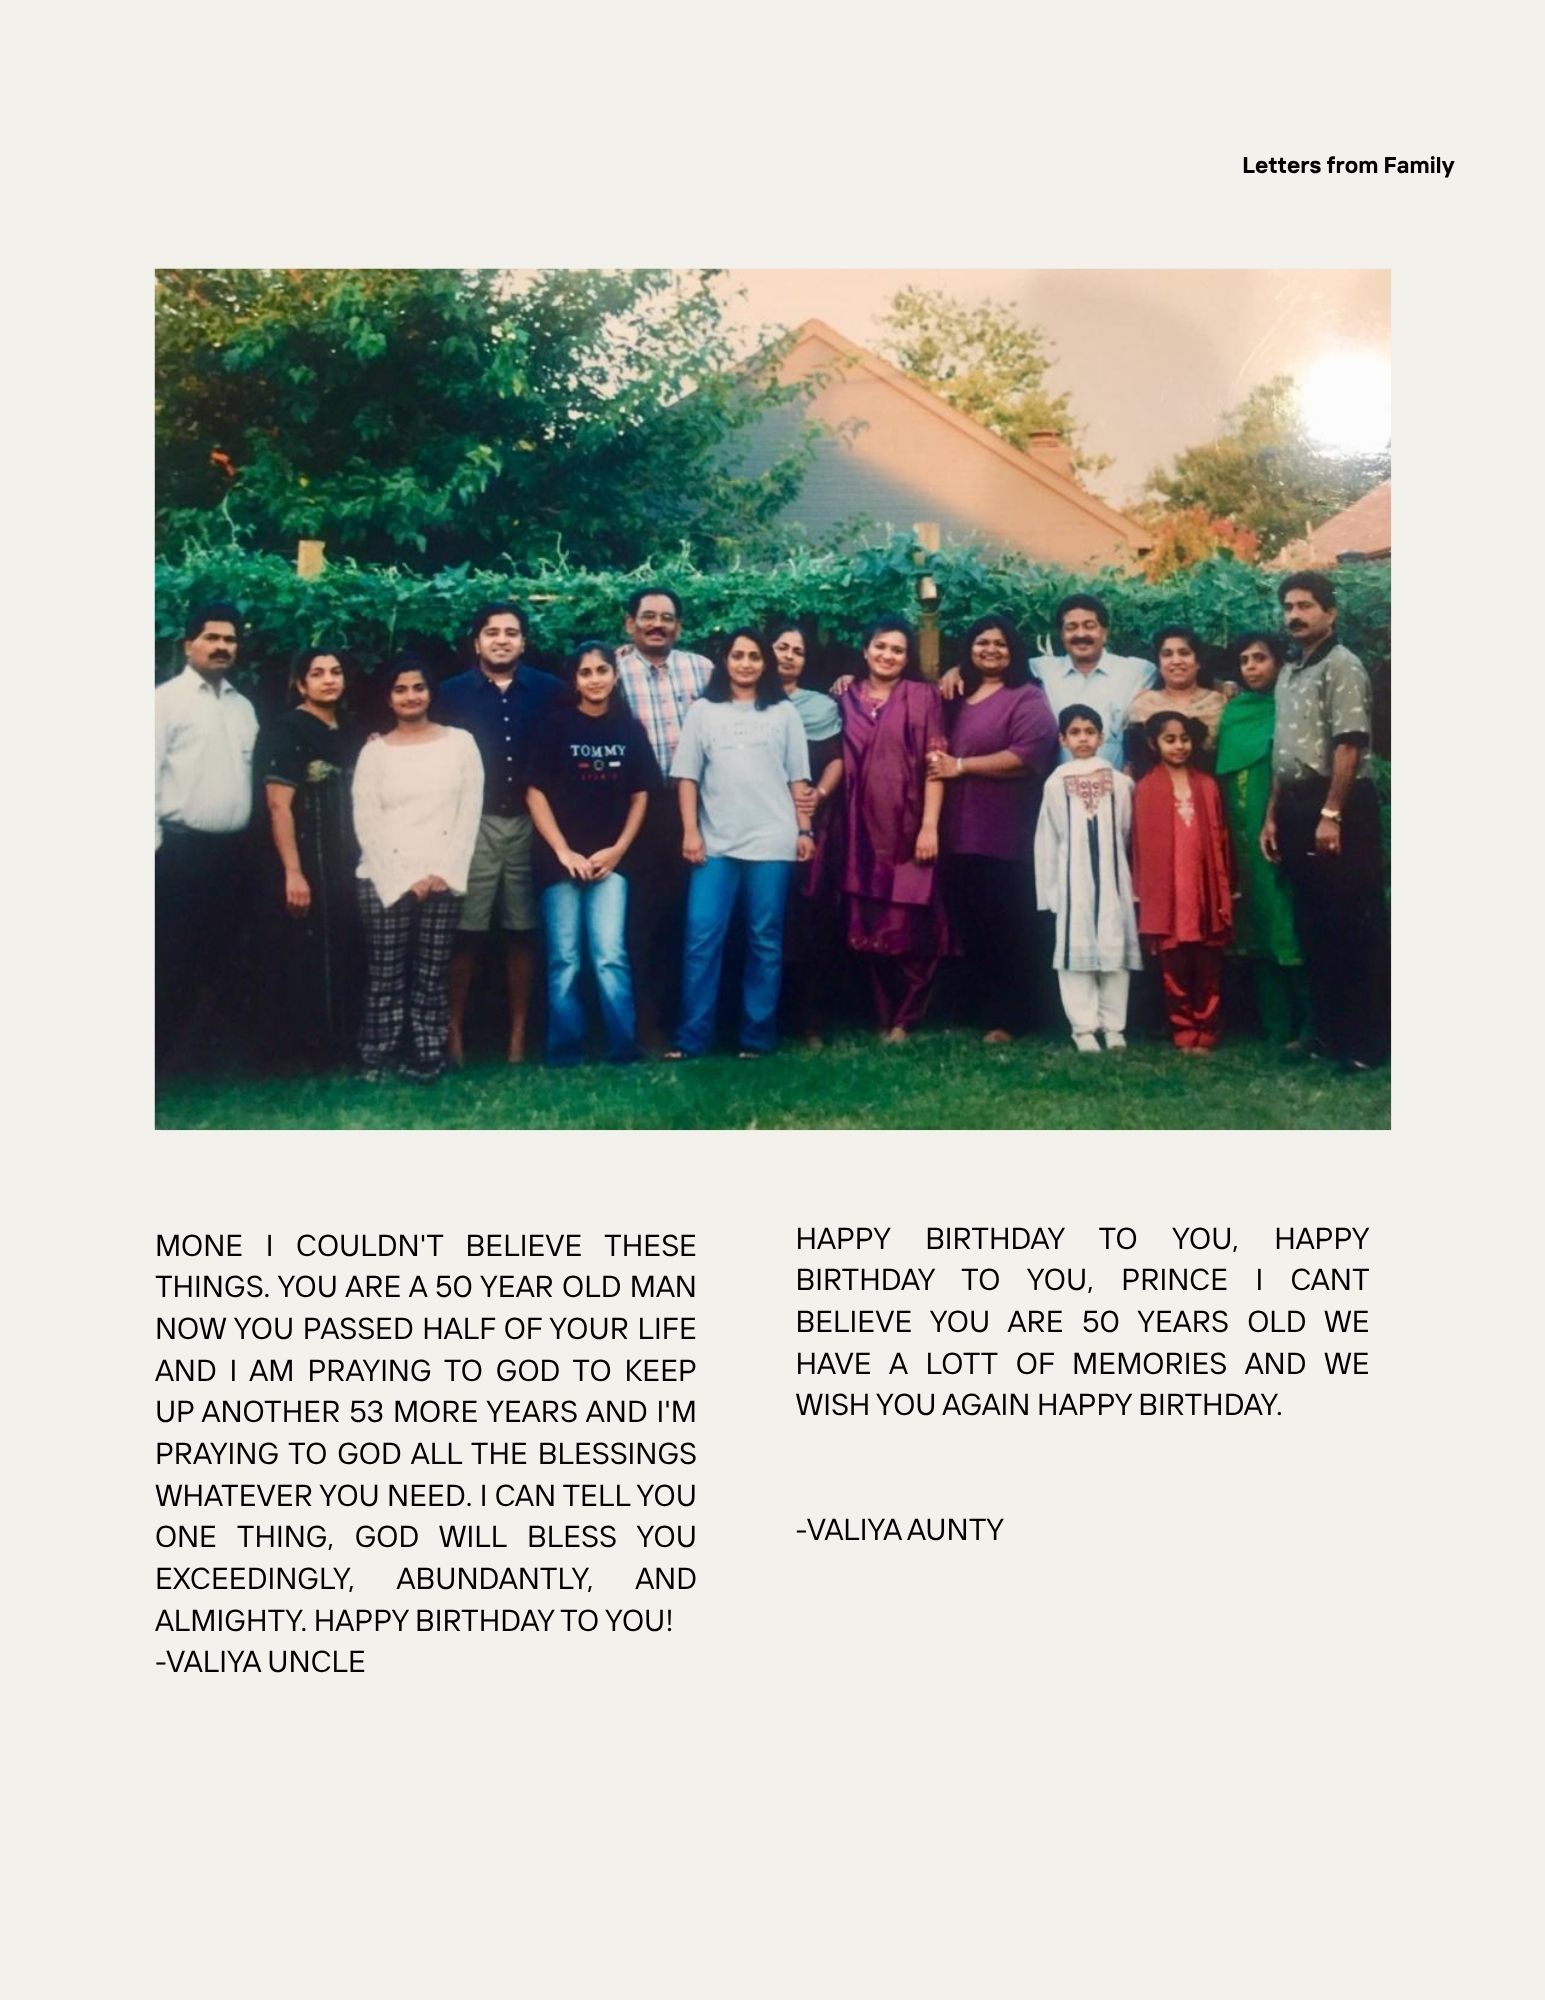 Letters from Family
TOMMY
MONE I COULDN'T BELIEVE THESE
THINGS. YOU ARE A 50 YEAR OLD MAN
NOW YOU PASSED HALF OF YOUR LIFE
AND I AM PRAYING TO GOD TO KEEP
UP ANOTHER 53 MORE YEARS AND I'M
PRAYING TO GOD ALL THE BLESSINGS
WHATEVER YOU NEED. I CAN TELL YOU
ONE THING, GOD WILL BLESS YOU
EXCEEDINGLY, ABUNDANTLY, AND
ALMIGHTY. HAPPY BIRTHDAY TO YOU!
-VALIYA UNCLE
HAPPY BIRTHDAY TO YOU, HAPPY
BIRTHDAY TO YOU, PRINCE I CANT
BELIEVE YOU ARE 50 YEARS OLD WE
HAVE A LOTT OF MEMORIES AND WE
WISH YOU AGAIN HAPPY BIRTHDAY.
-VALIYA AUNTY